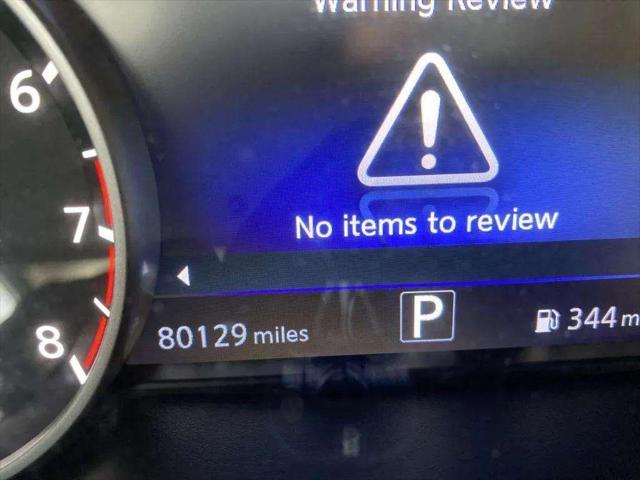 Warning Review
6
7
8
No items to review
80129 miles
P
344 m